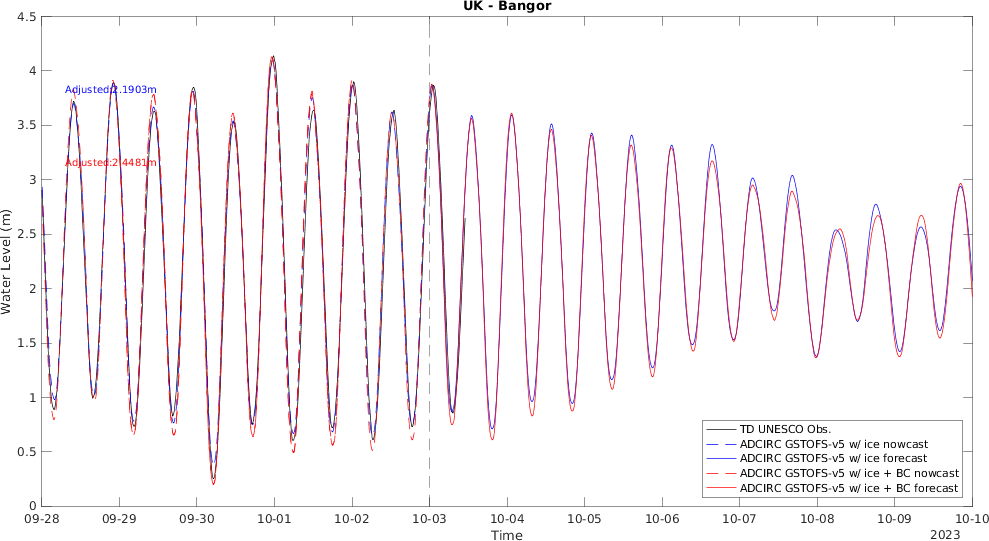 UK - Bangor
4.5
4
3.5
3
2.5
2
1.5
1
0.5
0
Water Level (m)
Adjusted:2.1903m
Adjusted:2.4481m
TD UNESCO Obs.
ADCIRC GSTOFS-v5 w/ ice nowcast
ADCIRC GSTOFS-v5 w/ ice forecast
ADCIRC GSTOFS-v5 w/ ice + BC nowcast
ADCIRC GSTOFS-v5 w/ ice + BC forecast
09-28 09-29 09-30 10-01 10-02 10-03 10-04 10-05 10-06 10-07 10-08 10-09 10-10
Time
2023